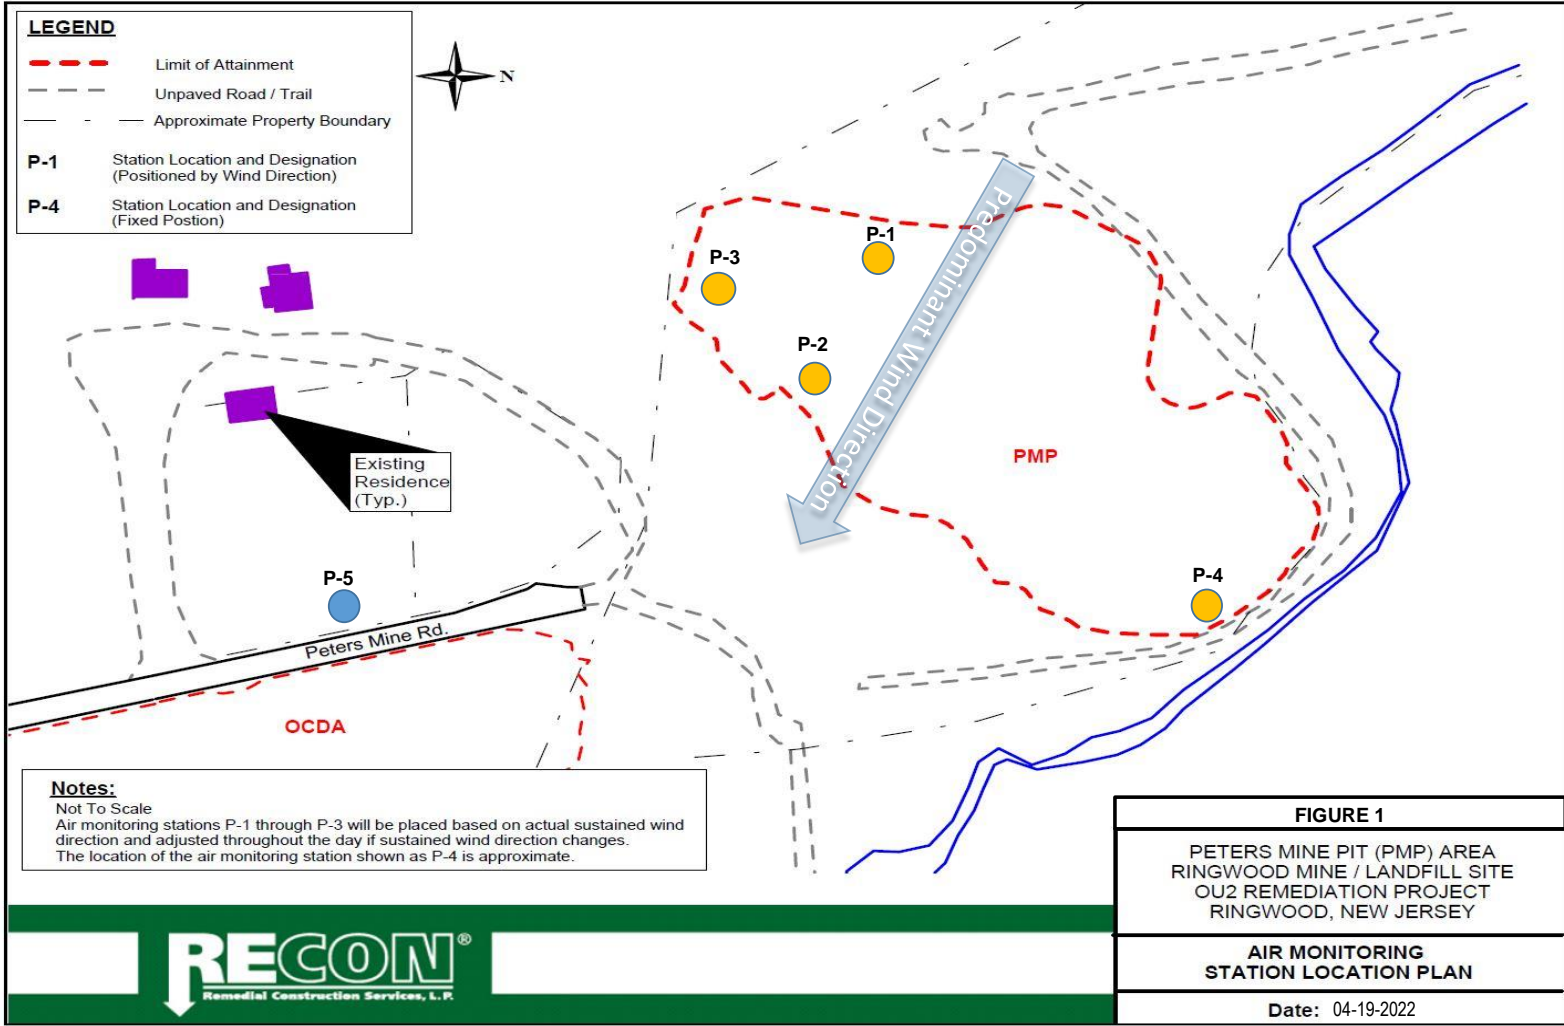 LEGEND
Limit of Attainment
Unpaved Road / Trail
Approximate Property Boundary
P-1 Station Location and Designation
(Positioned by Wind Direction)
P-4 Station Location and Designation
(Fixed Postion)
N
P-1
P-3
P-2
Predominant Wind Direction
PMP
Existing
Residence
(Typ.)
P-5
P-4
Peters Mine Rd.
OCDA
Notes:
Not To Scale
Air monitoring stations P-1 through P-3 will be placed based on actual sustained wind
direction and adjusted throughout the day if sustained wind direction changes.
The location of the air monitoring station shown as P-4 is approximate.
RECON®
Remedial Construction Services, L.P.
FIGURE 1
PETERS MINE PIT (PMP) AREA
RINGWOOD MINE / LANDFILL SITE
OU2 REMEDIATION PROJECT
RINGWOOD, NEW JERSEY
AIR MONITORING
STATION LOCATION PLAN
Date: 04-19-2022